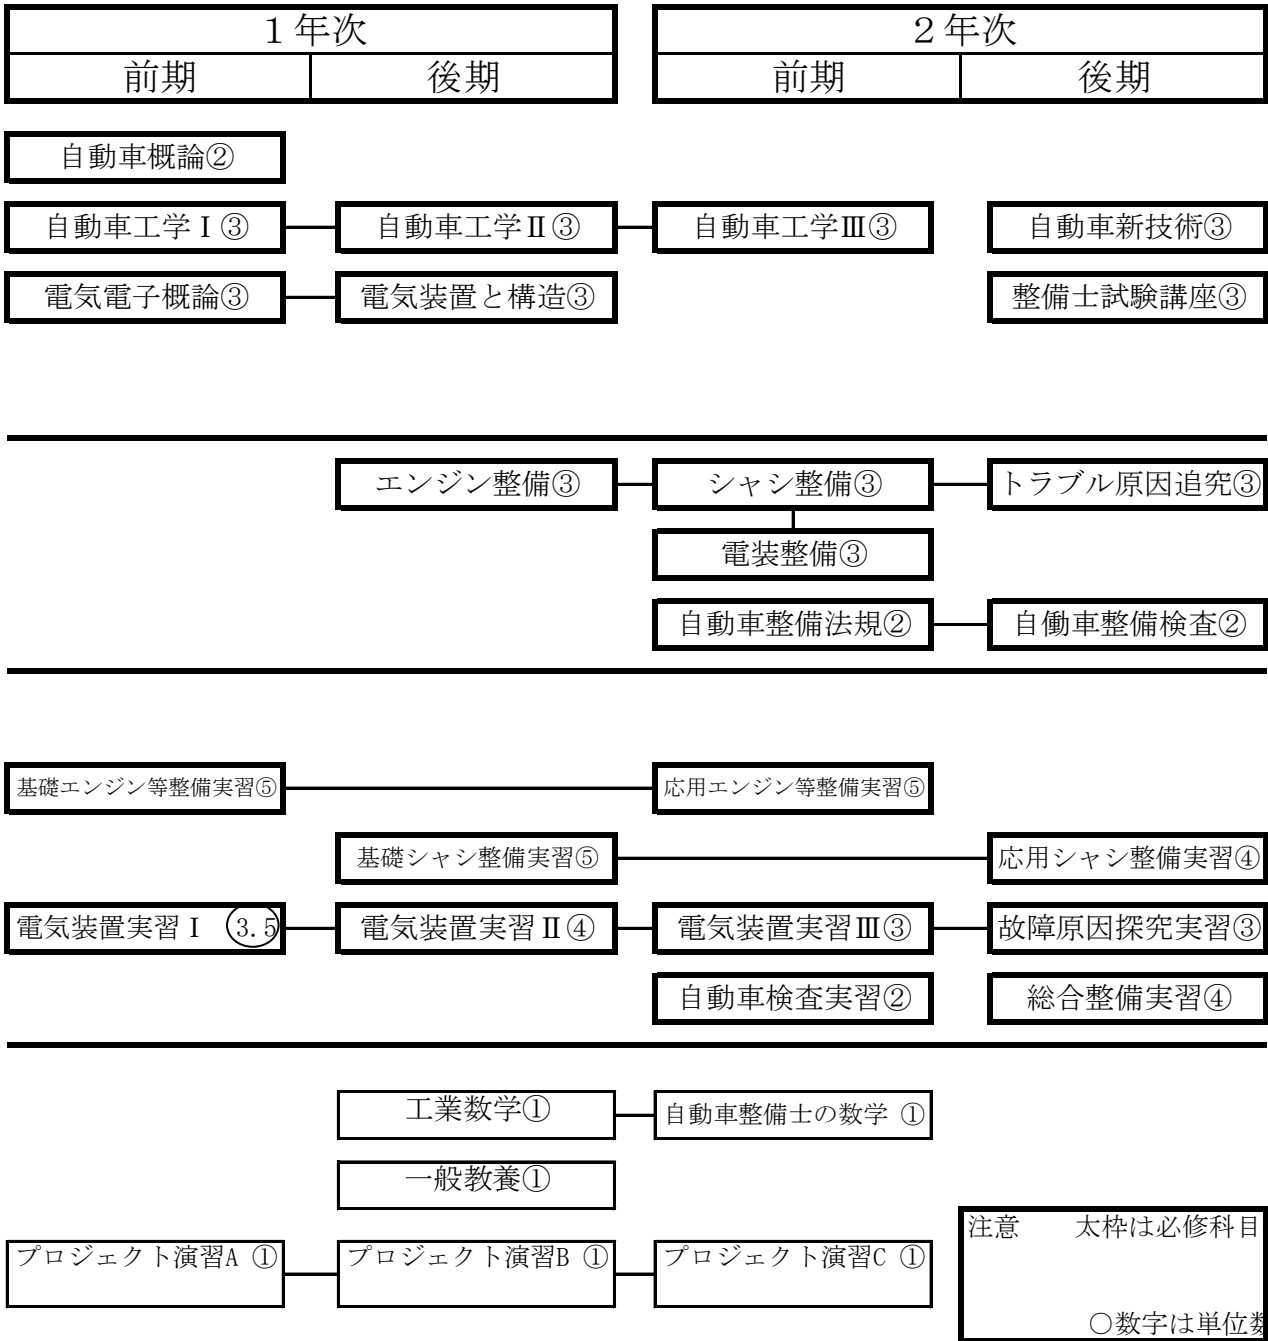 １年次 ２年次
前期 後期 前期 後期
自動車概論②
自動車工学Ⅰ③ 自動車工学Ⅱ③ 自動車工学Ⅲ③ 自動車新技術③
電気電子概論③ 電気装置と構造③ 整備士試験講座③
エンジン整備③ シャシ整備③ トラブル原因追究③
電装整備③
自動車整備法規② 自働車整備検査②
基礎エンジン等整備実習⑤ 応用エンジン等整備実習⑤
基礎シャシ整備実習⑤ 応用シャシ整備実習④
電気装置実習Ⅰ 3.5 電気装置実習Ⅱ④ 電気装置実習Ⅲ③ 故障原因探究実習③
自動車検査実習② 総合整備実習④
工業数学① 自動車整備士の数学 ①
一般教養①
プロジェクト演習A ① プロジェクト演習B ① プロジェクト演習C ①
注意 太枠は必修科目
○数字は単位数